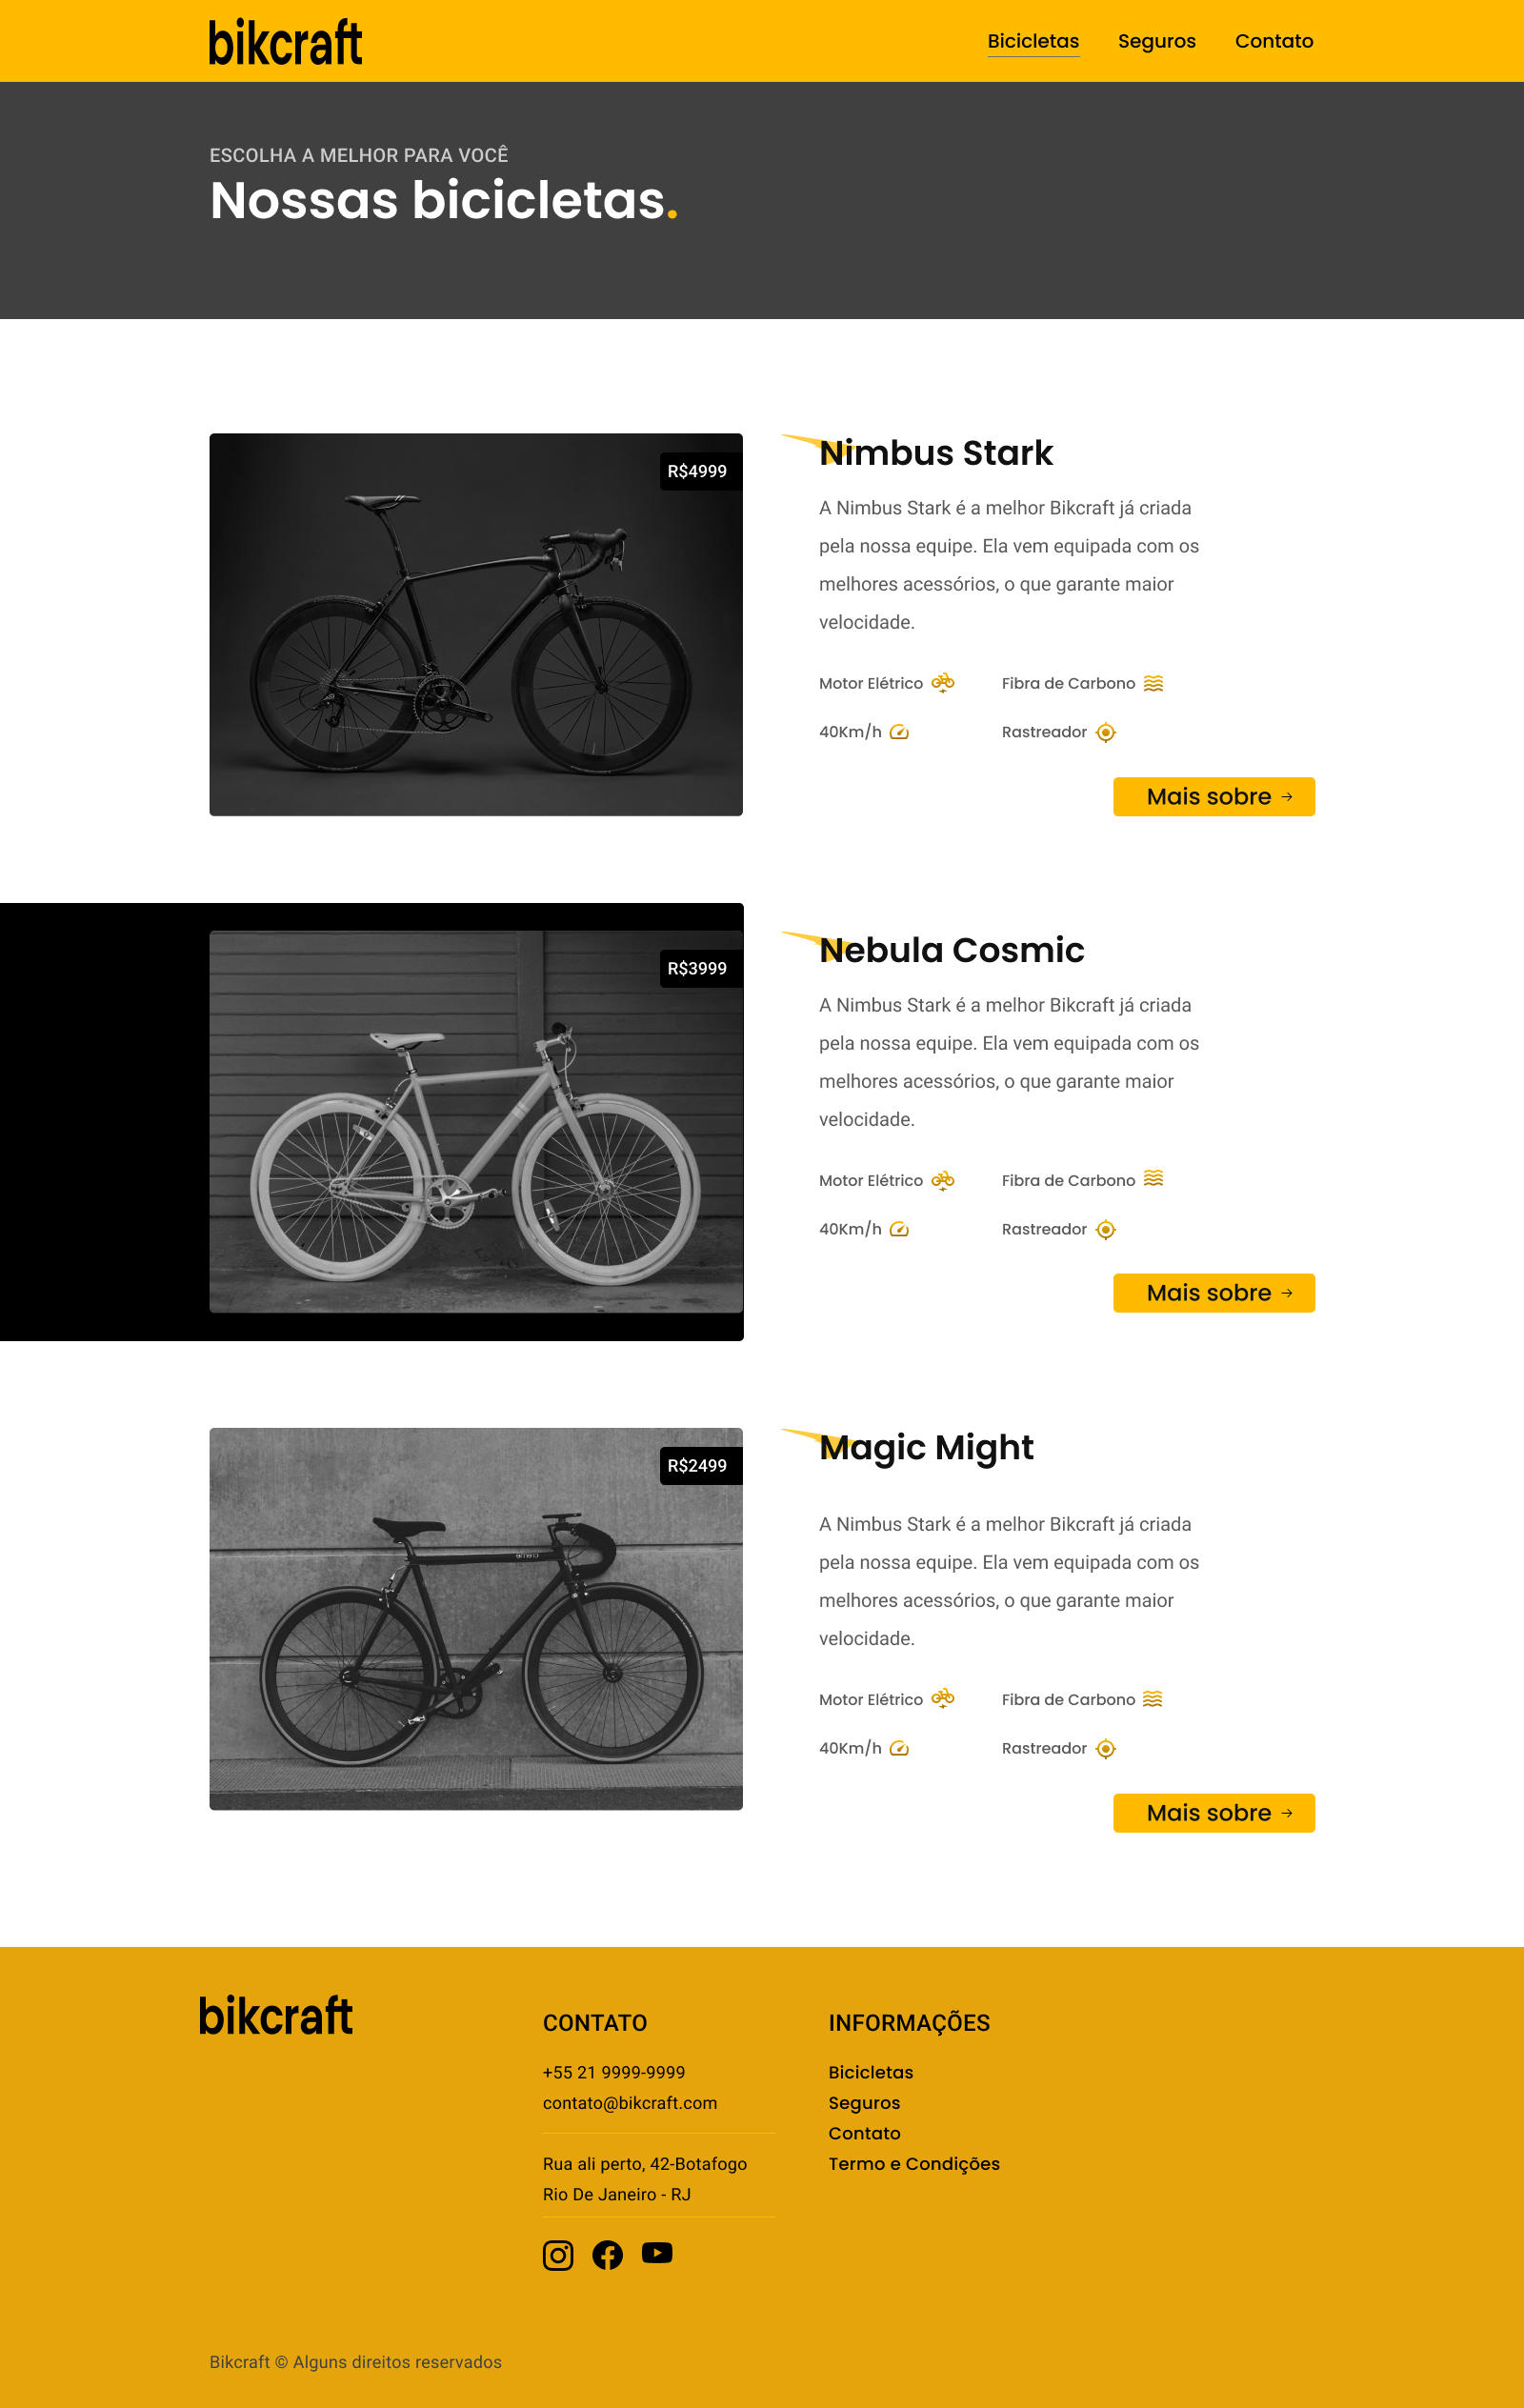 bikcraft
Bicicletas Seguros Contato
ESCOLHA A MELHOR PARA VOCÊ
Nossas bicicletas.
R$4999
Nimbus Stark
A Nimbus Stark é a melhor Bikcraft já criada
pela nossa equipe. Ela vem equipada com os
melhores acessórios, o que garante maior
velocidade.
Motor Elétrico Fibra de Carbono
40Km/h Rastreador
Mais sobre →
R$3999
Nebula Cosmic
A Nimbus Stark é a melhor Bikcraft já criada
pela nossa equipe. Ela vem equipada com os
melhores acessórios, o que garante maior
velocidade.
Motor Elétrico Fibra de Carbono
40Km/h Rastreador
Mais sobre →
R$2499
Magic Might
A Nimbus Stark é a melhor Bikcraft já criada
pela nossa equipe. Ela vem equipada com os
melhores acessórios, o que garante maior
velocidade.
Motor Elétrico Fibra de Carbono
40Km/h Rastreador
Mais sobre →
bikcraft
CONTATO
+55 21 9999-9999
contato@bikcraft.com
Rua ali perto, 42-Botafogo
Rio De Janeiro - RJ
INFORMAÇÕES
Bicicletas
Seguros
Contato
Termo e Condições
Bikcraft © Alguns direitos reservados